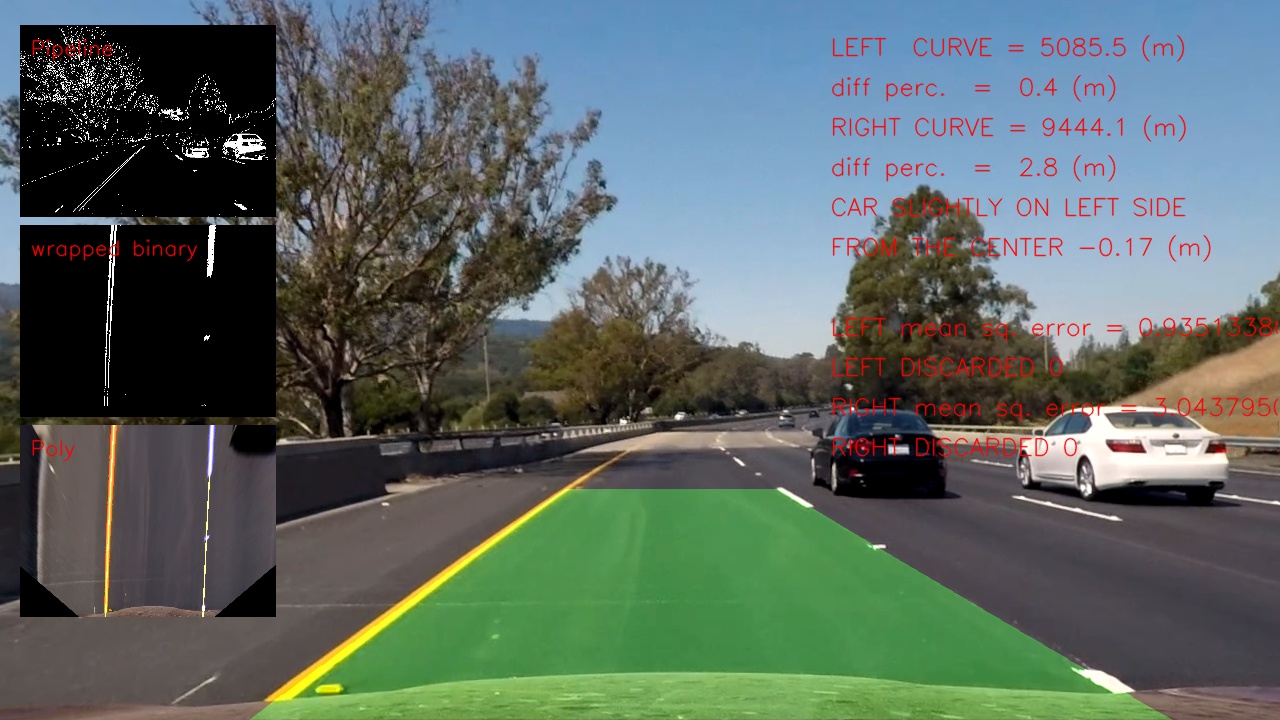 Pipeline
wrapped binary
Poly
LEFT CURVE = 5085.5 (m)
diff perc. = 0.4 (m)
RIGHT CURVE = 9444.1 (m)
diff perc. = 2.8 (m)
CAR SLIGHTLY ON LEFT SIDE
FROM THE CENTER -0.17 (m)
LEFT mean sq. error = 0.9351338
LEFT DISCARDED 0
RIGHT mean sq. error = 3.043795
RIGHT DISCARDED 0